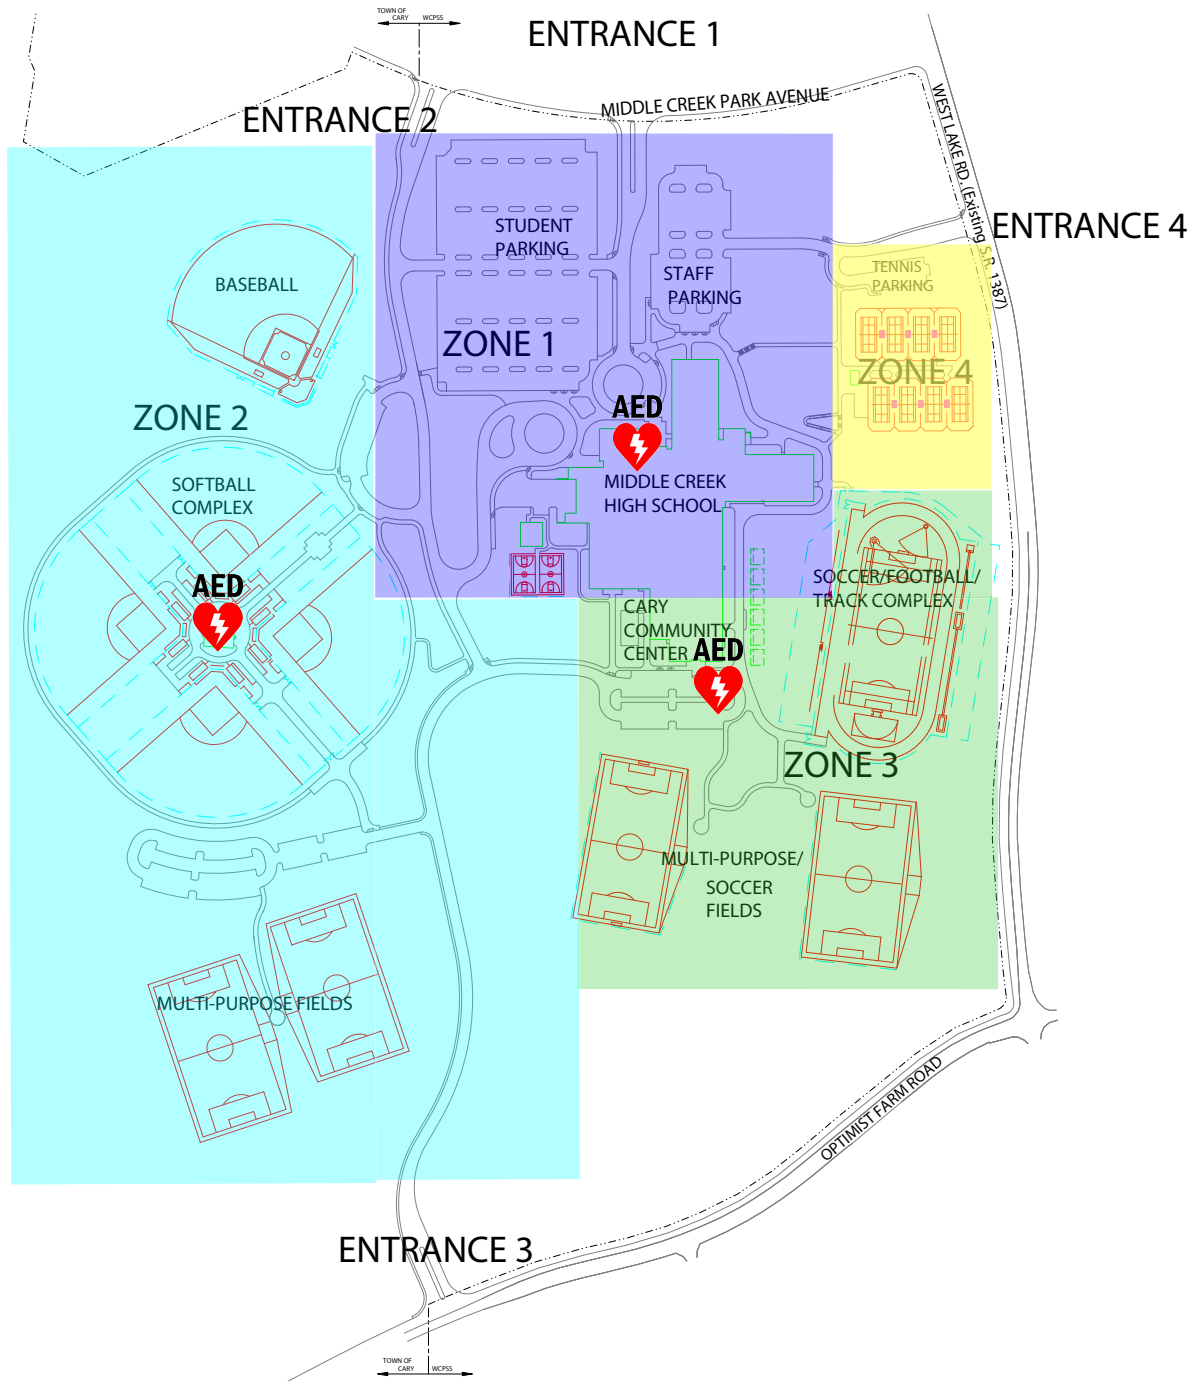 TOWN OF
CARY WCPSS
ENTRANCE 1
MIDDLE CREEK PARK AVENUE
ENTRANCE 2
WEST LAKE RD. (Existing S.R. 1387)
ENTRANCE 4
STUDENT
PARKING
STAFF
PARKING
TENNIS
PARKING
BASEBALL
ZONE 1
ZONE 4
ZONE 2
AED
SOFTBALL
COMPLEX
MIDDLE CREEK
HIGH SCHOOL
AED
SOCCER/FOOTBALL/
TRACK COMPLEX
CARY
COMMUNITY
CENTER
AED
ZONE 3
MULTI-PURPOSE/
SOCCER
FIELDS
MULTI-PURPOSE FIELDS
OPTIMIST FARM ROAD
ENTRANCE 3
TOWN OF
CARY WCPSS